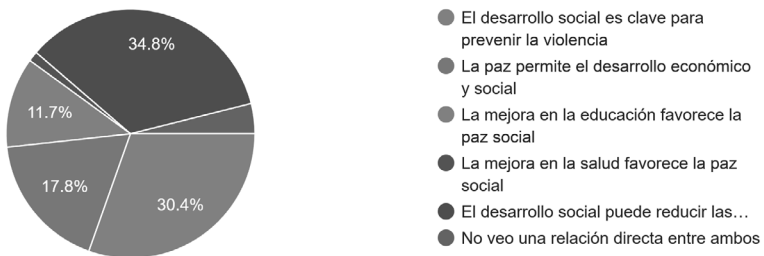 34.8%
11.7%
17.8%
30.4%
El desarrollo social es clave para
prevenir la violencia
La paz permite el desarrollo económico
y social
La mejora en la educación favorece la
paz social
La mejora en la salud favorece la paz
social
El desarrollo social puede reducir las…
No veo una relación directa entre ambos